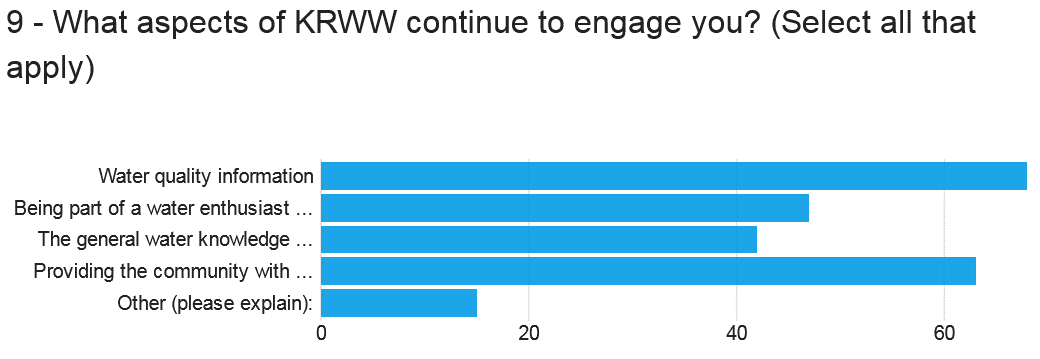 9 - What aspects of KRWW continue to engage you? (Select all that
apply)
Water quality information
Being part of a water enthusiast ...
The general water knowledge ...
Providing the community with ...
Other (please explain):
0 20 40 60